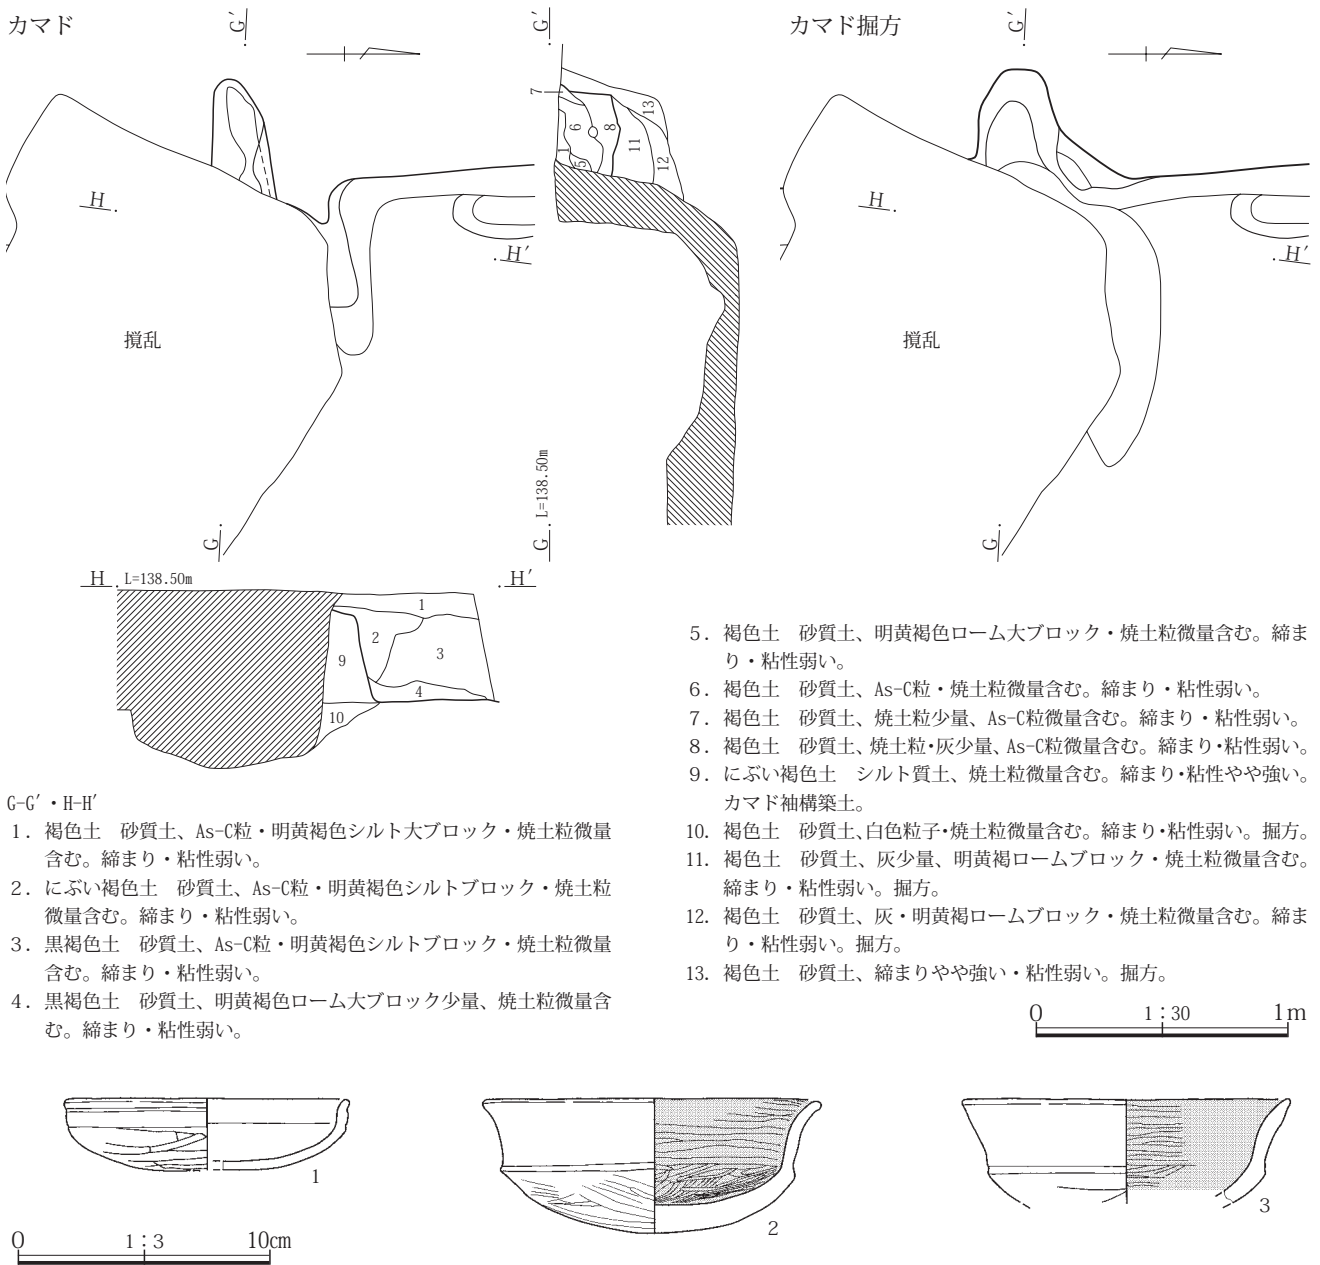 カマド
G′
G′
カマド掘方
G′
7
13
6
8
11
1
5
12
H
H′
H
H′
撹乱
撹乱
G
G L=138.50m
G
H L=138.50m
H′
1
2
3
9
4
10
G-G′・H-H′
1. 褐色土 砂質土、As-C粒・明黄褐色シルト大ブロック・焼土粒微量
含む。締まり・粘性弱い。
2. にぶい褐色土 砂質土、As-C粒・明黄褐色シルトブロック・焼土粒
微量含む。締まり・粘性弱い。
3. 黒褐色土 砂質土、As-C粒・明黄褐色シルトブロック・焼土粒微量
含む。締まり・粘性弱い。
4. 黒褐色土 砂質土、明黄褐色ローム大ブロック少量、焼土粒微量含
む。締まり・粘性弱い。
5. 褐色土 砂質土、明黄褐色ローム大ブロック・焼土粒微量含む。締ま
り・粘性弱い。
6. 褐色土 砂質土、As-C粒・焼土粒微量含む。締まり・粘性弱い。
7. 褐色土 砂質土、焼土粒少量、As-C粒微量含む。締まり・粘性弱い。
8. 褐色土 砂質土、焼土粒・灰少量、As-C粒微量含む。締まり・粘性弱い。
9. にぶい褐色土 シルト質土、焼土粒微量含む。締まり・粘性やや強い。
カマド袖構築土。
10. 褐色土 砂質土、白色粒子・焼土粒微量含む。締まり・粘性弱い。掘方。
11. 褐色土 砂質土、灰少量、明黄褐ロームブロック・焼土粒微量含む。
締まり・粘性弱い。掘方。
12. 褐色土 砂質土、灰・明黄褐ロームブロック・焼土粒微量含む。締ま
り・粘性弱い。掘方。
13. 褐色土 砂質土、締まりやや強い・粘性弱い。掘方。
0 1:30 1m
1
2
3
0 1:3 10cm